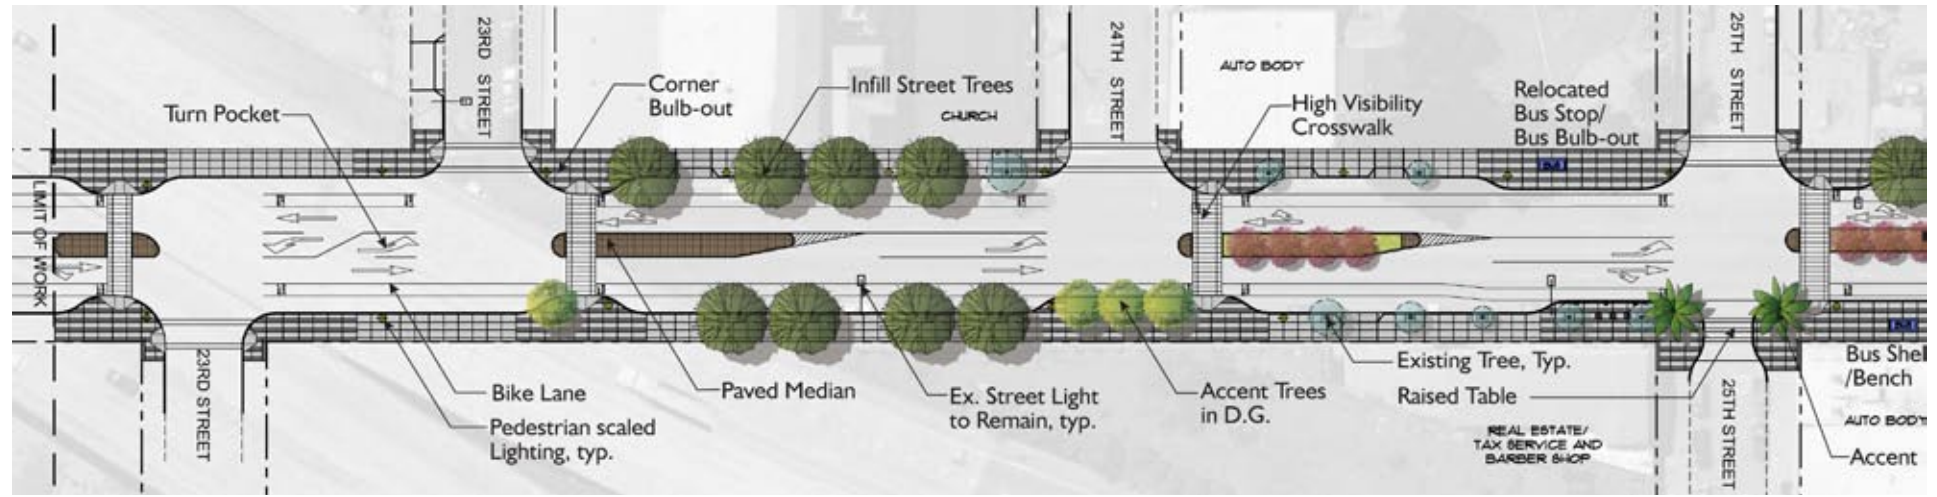 23RD STREET
24TH STREET
25TH STREET
Turn Pocket
Corner
Bulb-out
Infill Street Trees
CHURCH
AUTO BODY
High Visibility
Crosswalk
Relocated
Bus Stop/
Bus Bulb-out
LIMIT OF WORK
23RD STREET
Bike Lane
Pedestrian scaled
Lighting, typ.
Paved Median
Ex. Street Light
to Remain, typ.
Accent Trees
in D.G.
Existing Tree, Typ.
Raised Table
REAL ESTATE/
TAX SERVICE AND
BARBER SHOP
25TH STREET
Bus Shel
/Bench
AUTO BODY
Accent